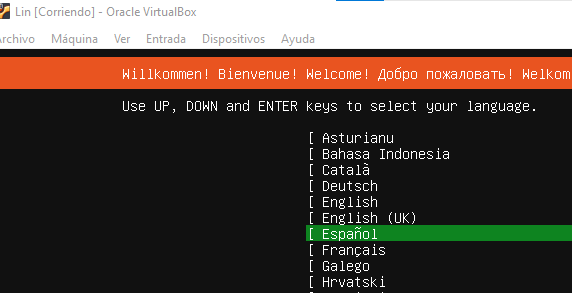 Lin [Corriendo] - Oracle VirtualBox
Archivo Máquina Ver Entrada Dispositivos Ayuda
Willkommen! Bienvenue! Welcome! Добро пожаловать! Welkom
Use UP, DOWN and ENTER keys to select your language.
[ Asturianu
[ Bahasa Indonesia
[ Català
[ Deutsch
[ English
[ English (UK)
[ Español
[ Français
[ Galego
[ Hrvatski